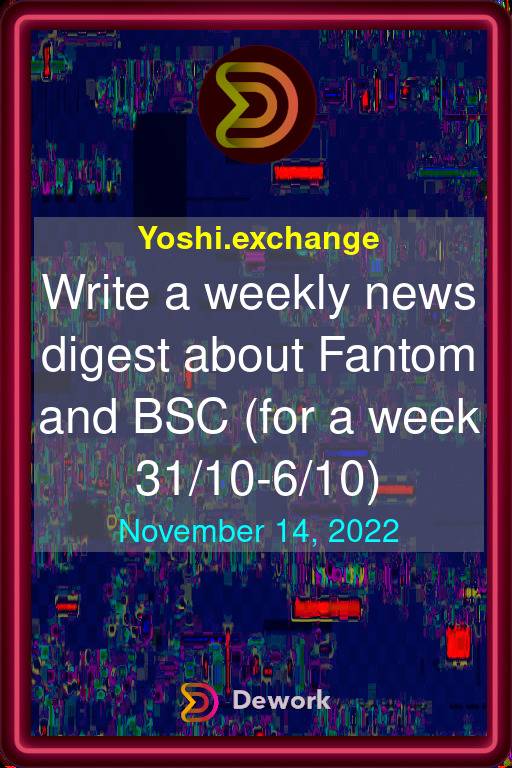 Yoshi.exchange
Write a weekly news
digest about Fantom
and BSC (for a week
31/10-6/10)
November 14, 2022
Dework